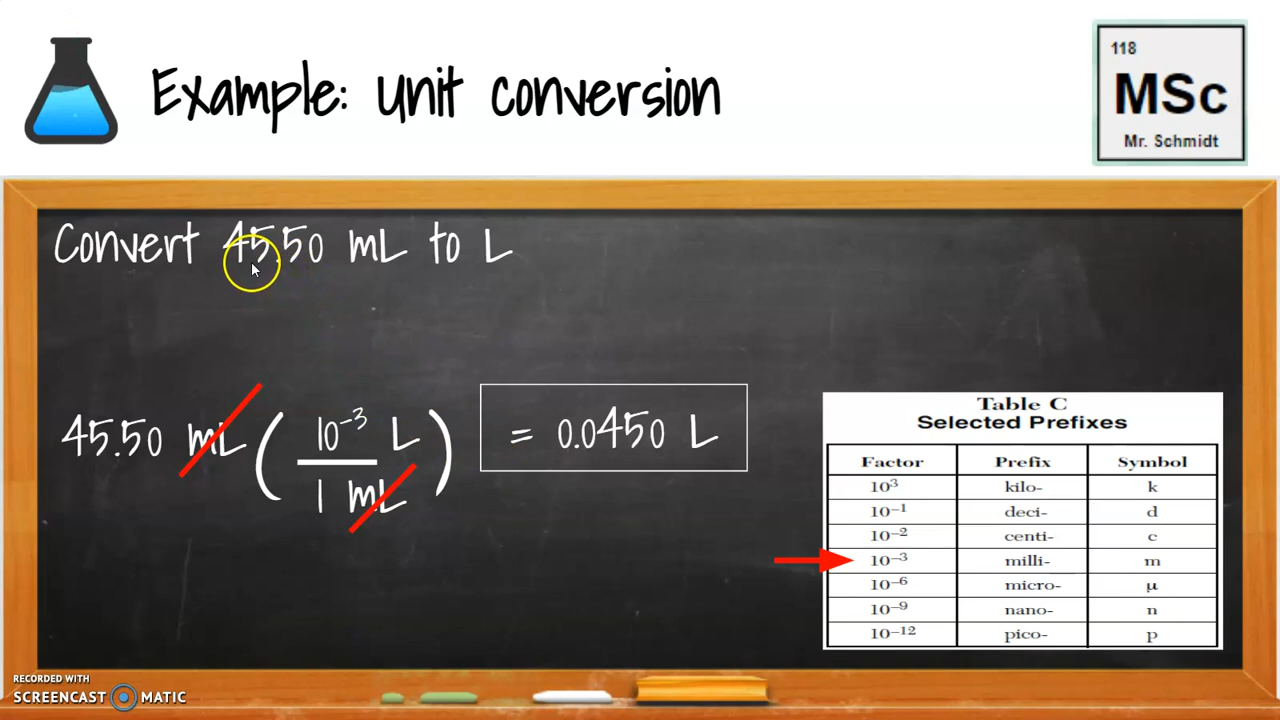 Example: Unit conversion
118
MSc
Mr. Schmidt
Convert 45.50 mL to L
45.50 mL ( 10⁻³ L / 1 mL ) = 0.0450 L
Table C
Selected Prefixes
Factor Prefix Symbol
10³ kilo- k
10⁻¹ deci- d
10⁻² centi- c
10⁻³ milli- m
10⁻⁶ micro- μ
10⁻⁹ nano- n
10⁻¹² pico- p
RECORDED WITH
SCREENCAST MATIC